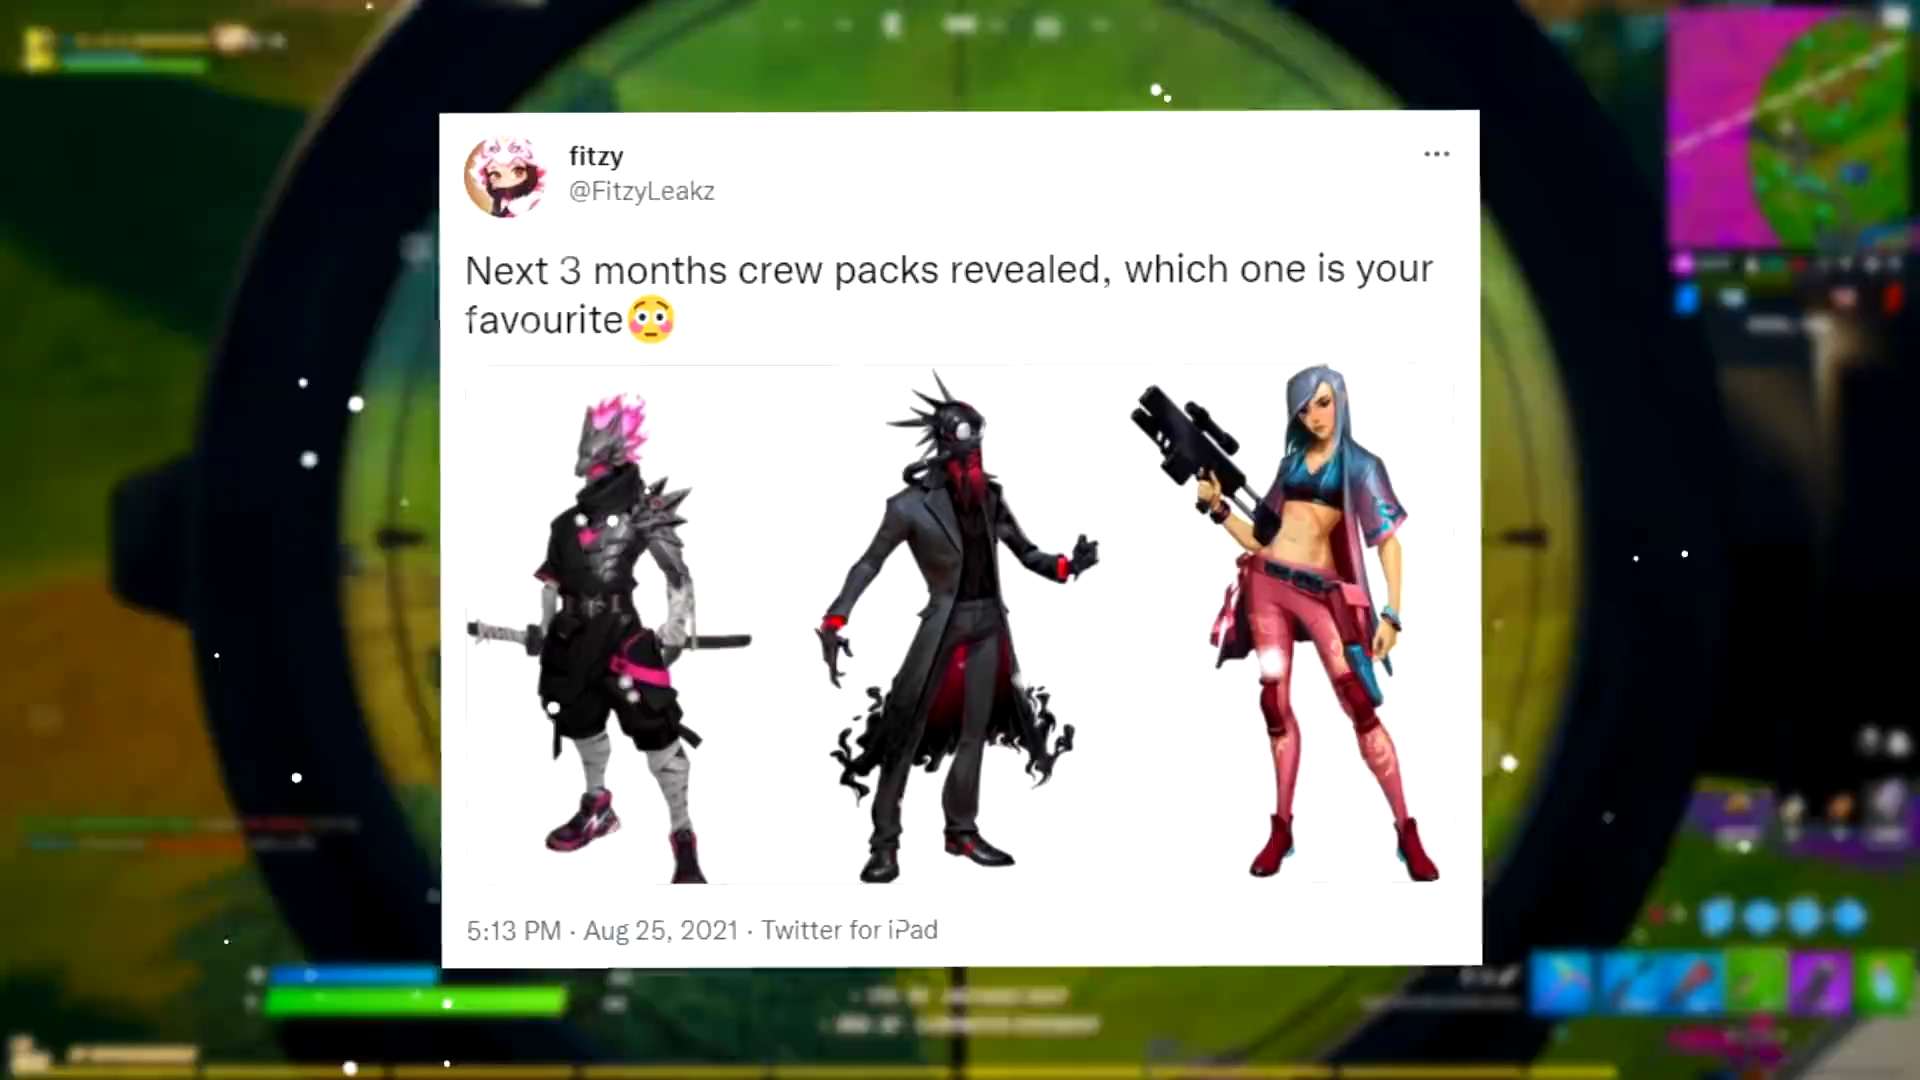 fitzy
@FitzyLeakz
Next 3 months crew packs revealed, which one is your
favourite😳
5:13 PM · Aug 25, 2021 · Twitter for iPad